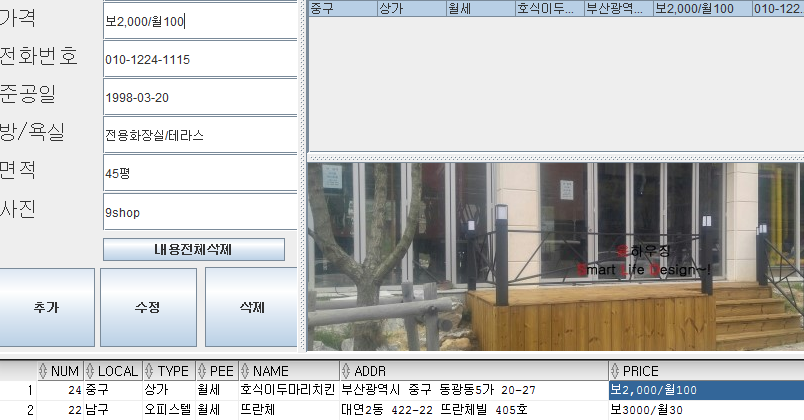 가격 보2,000/월100
전화번호 010-1224-1115
준공일 1998-03-20
방/욕실 전용화장실/테라스
면적 45평
사진 9shop
내용전체삭제
추가 수정 삭제
중구 상가 월세 호식이두... 부산광역... 보2,000/월100 010-122...
하우징
Smart Life Design~!
NUM LOCAL TYPE PEE NAME ADDR PRICE
1 24 중구 상가 월세 호식이두마리치킨 부산광역시 중구 동광동5가 20-27 보2,000/월100
2 22 남구 오피스텔 월세 뜨란체 대연2동 422-22 뜨란체빌 405호 보3000/월30